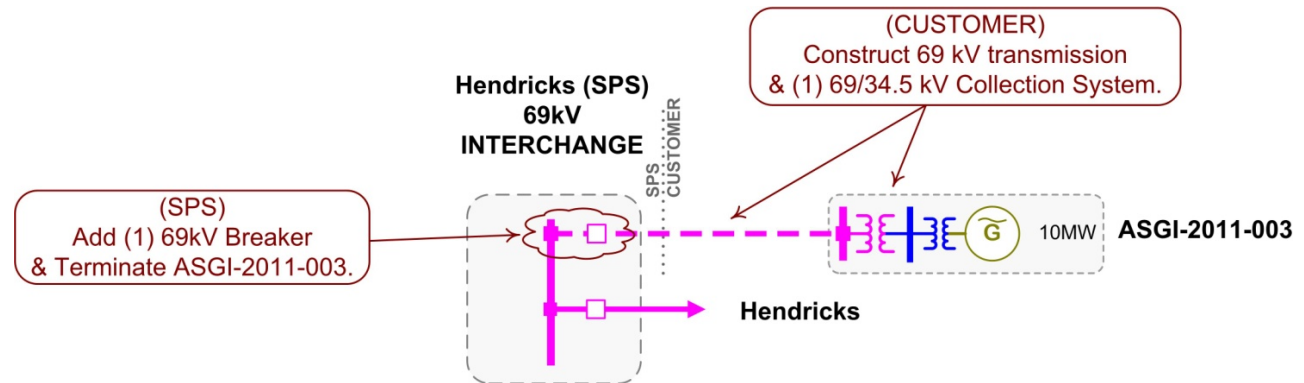 (CUSTOMER)
Construct 69 kV transmission
& (1) 69/34.5 kV Collection System.
Hendricks (SPS)
69kV
INTERCHANGE
SPS
CUSTOMER
(SPS)
Add (1) 69kV Breaker
& Terminate ASGI-2011-003.
G
10MW
ASGI-2011-003
Hendricks